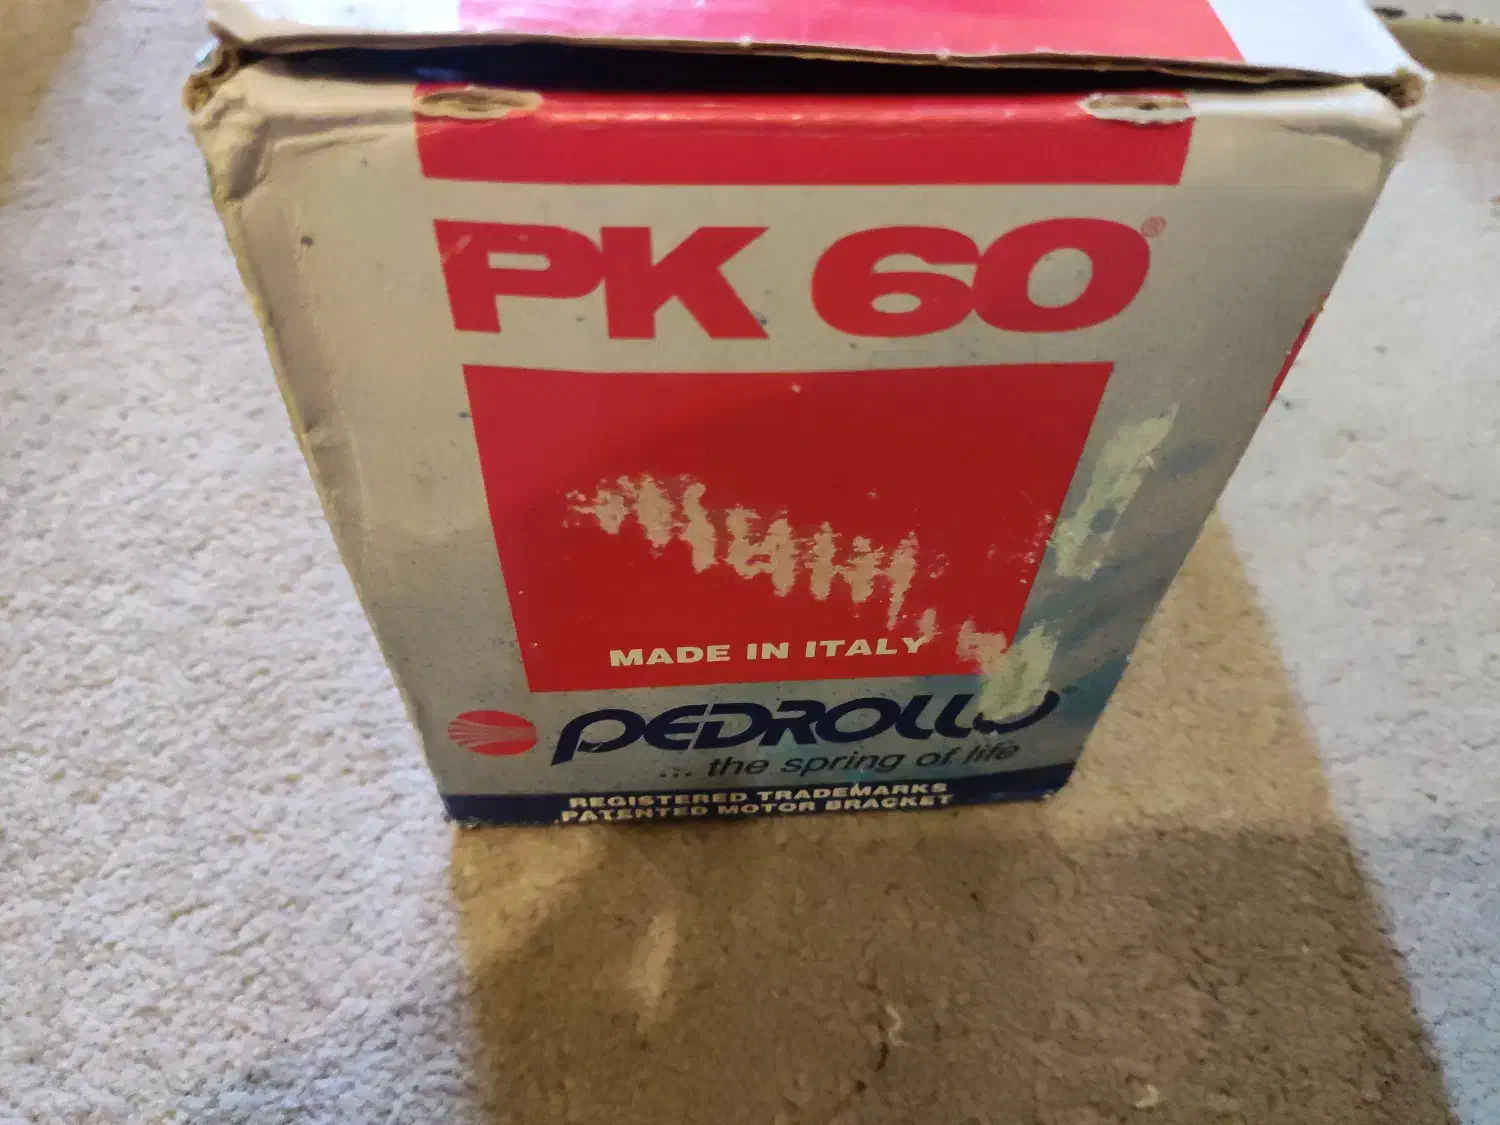 PK 60®
MADE IN ITALY
PEDROLLO
... the spring of life
REGISTERED TRADEMARKS
PATENTED MOTOR BRACKET